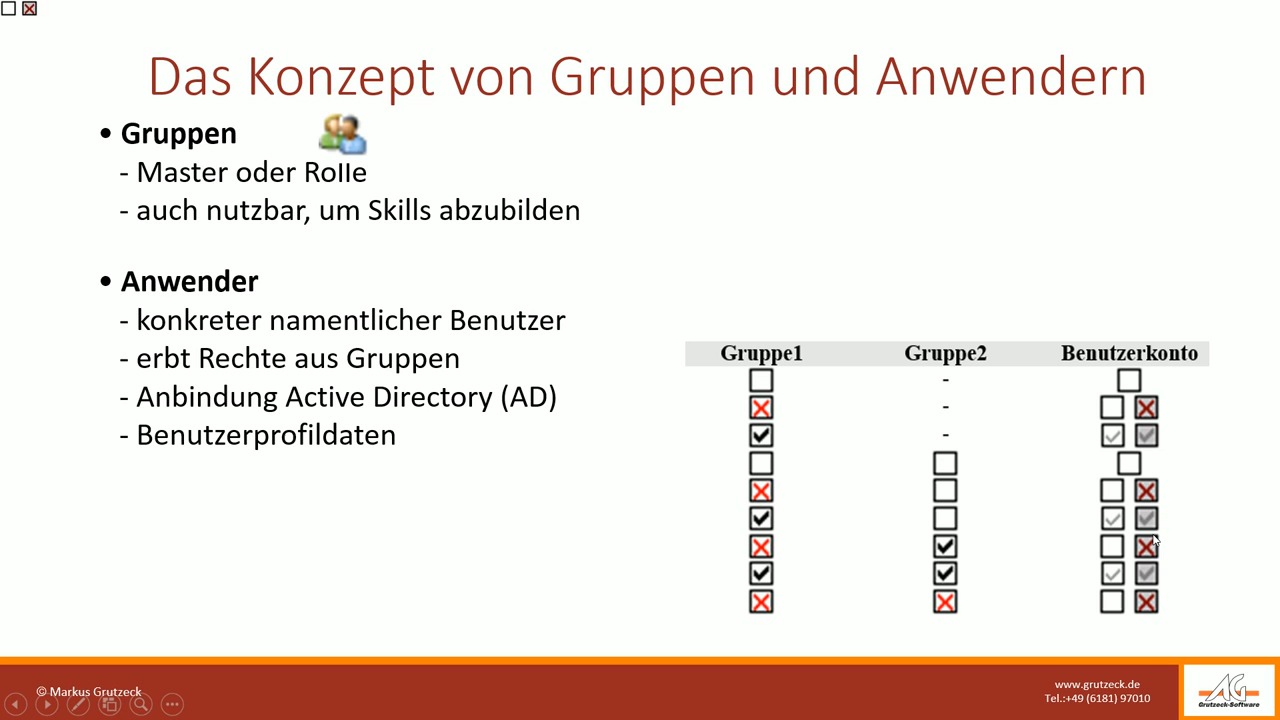 Das Konzept von Gruppen und Anwendern
• Gruppen
- Master oder Rolle
- auch nutzbar, um Skills abzubilden
• Anwender
- konkreter namentlicher Benutzer
- erbt Rechte aus Gruppen
- Anbindung Active Directory (AD)
- Benutzerprofildaten
Gruppe1 Gruppe2 Benutzerkonto
-
-
-
© Markus Grutzeck
www.grutzeck.de
Tel.:+49 (6181) 97010
AG
Grutzeck-Software